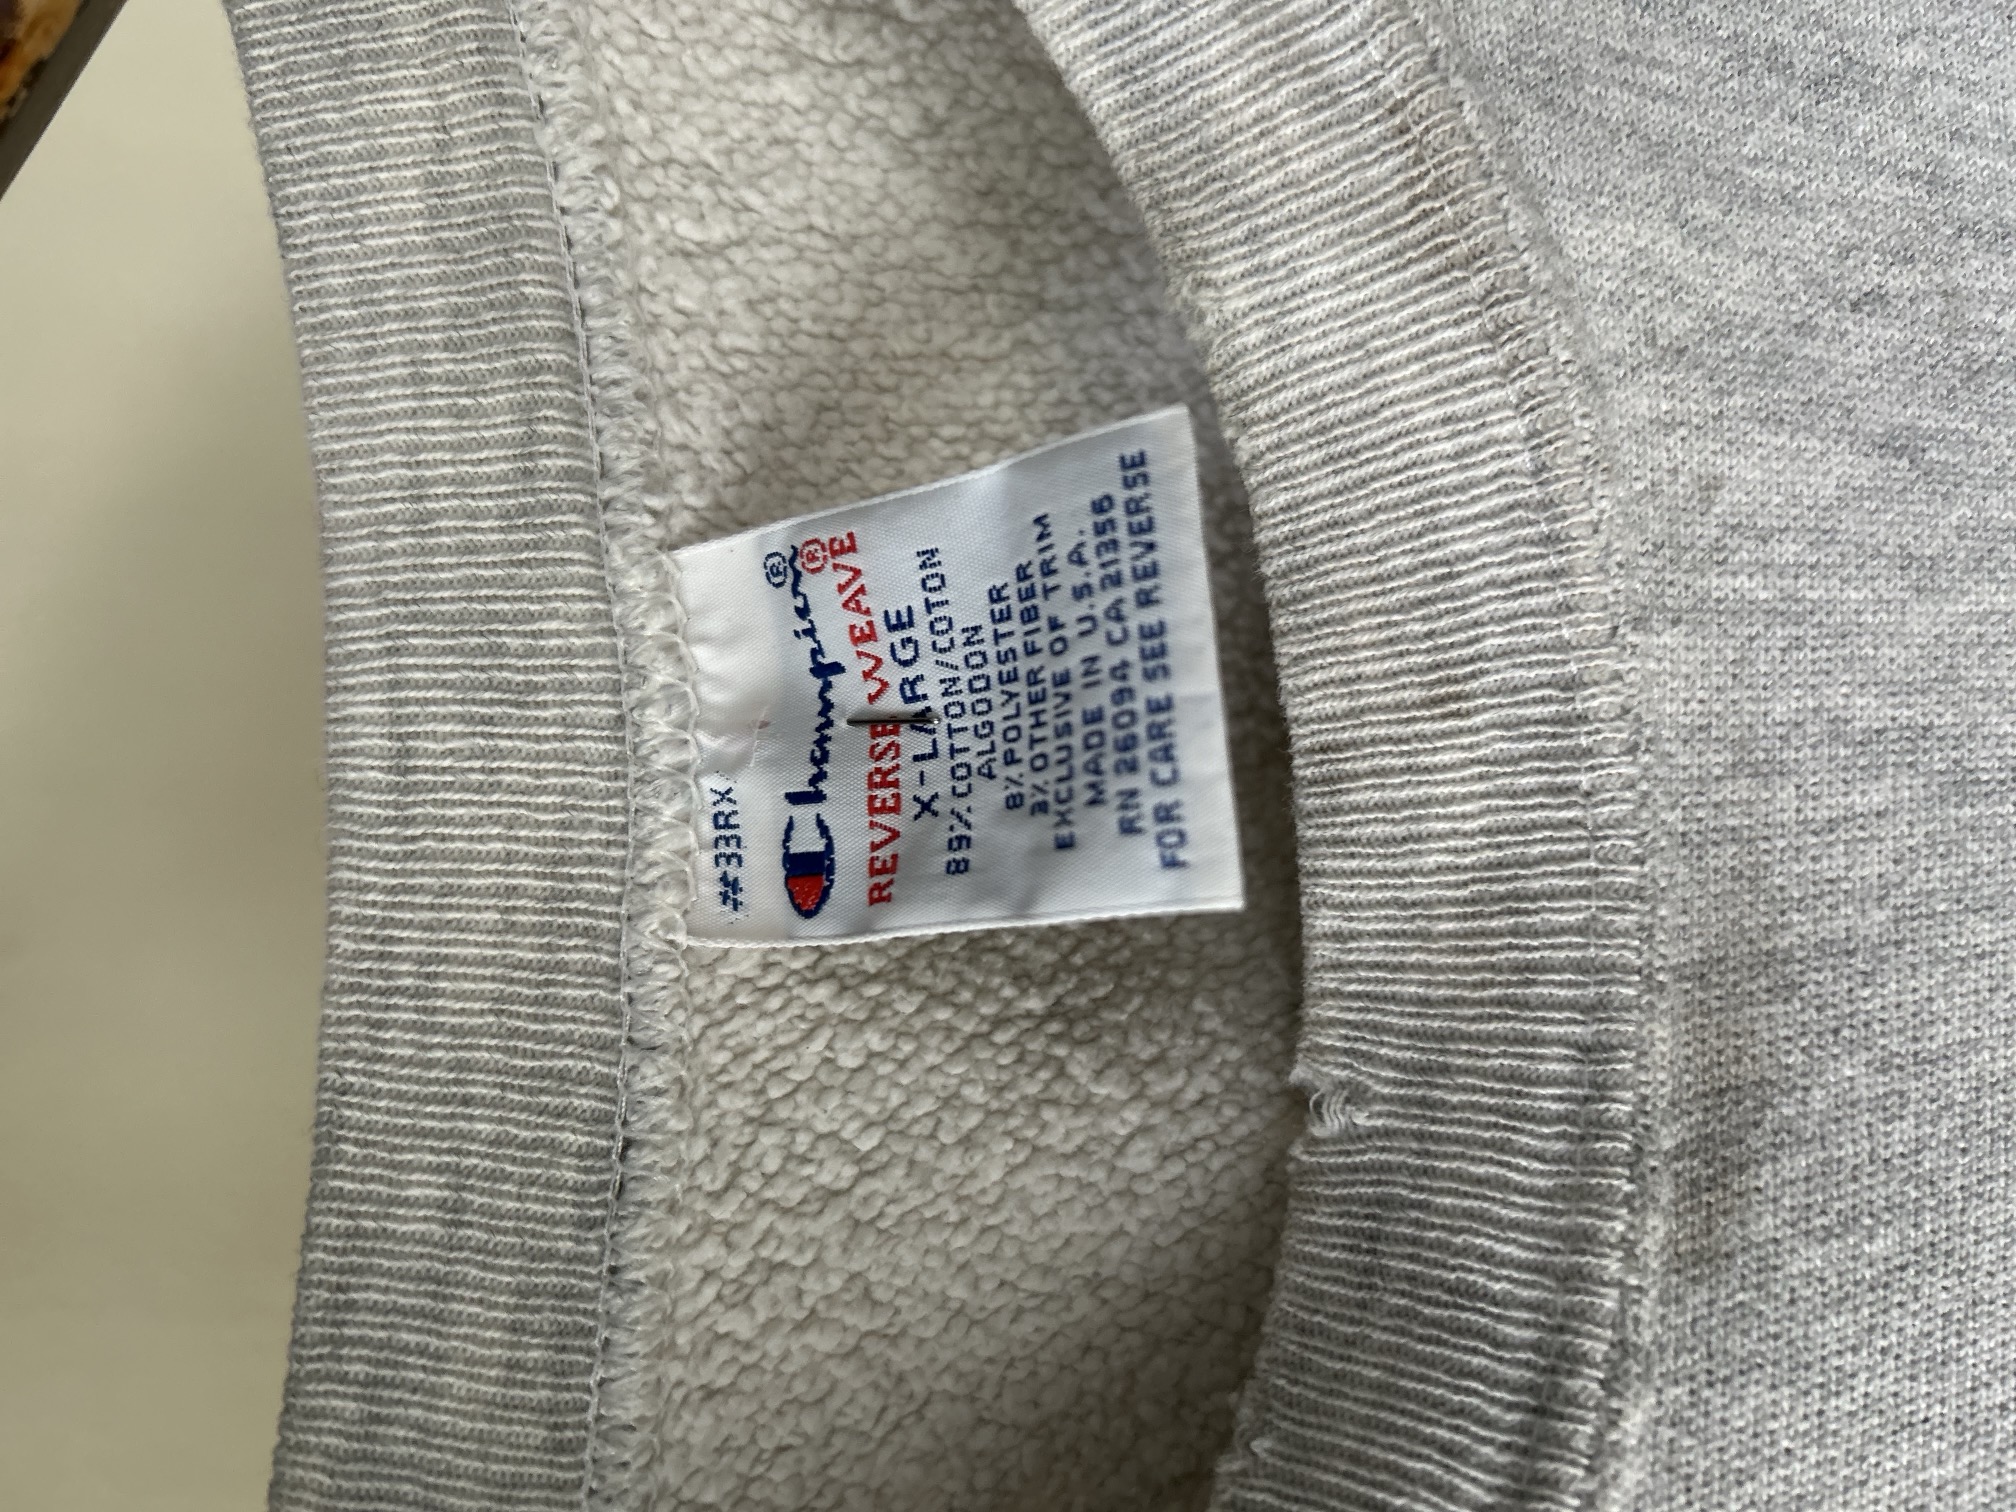 #33RX
Champion®
REVERSE WEAVE®
X-LARGE
89% COTTON/COTON
ALGODON
8% POLYESTER
3% OTHER FIBER
EXCLUSIVE OF TRIM
MADE IN U.S.A.
RN 26094 CA 21356
FOR CARE SEE REVERSE